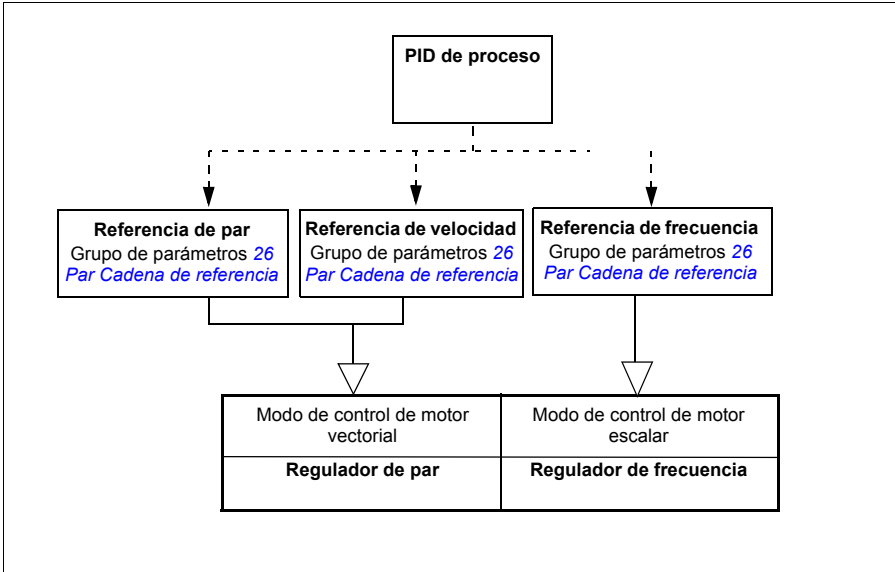 PID de proceso
Referencia de par
Grupo de parámetros 26
Par Cadena de referencia
Referencia de velocidad
Grupo de parámetros 26
Par Cadena de referencia
Referencia de frecuencia
Grupo de parámetros 26
Par Cadena de referencia
Modo de control de motor
vectorial
Modo de control de motor
escalar
Regulador de par
Regulador de frecuencia